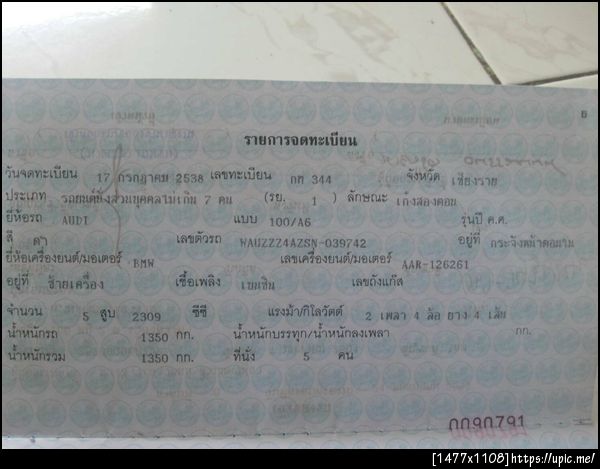 8
รายการจดทะเบียน
วันจดทะเบียน 17 กรกฎาคม 2538 เลขทะเบียน กท 344 จังหวัด เชียงราย
ประเภท รถยนต์นั่งส่วนบุคคลไม่เกิน 7 คน (รย. 1) ลักษณะ เก๋งสองตอน
ยี่ห้อรถ AUDI แบบ 100/A6 รุ่นปี ค.ศ.
สี ดำ เลขตัวรถ WAUZZZ4AZSN-039742 อยู่ที่ กระจังหน้าตอนใน
ยี่ห้อเครื่องยนต์/มอเตอร์ BMW เลขเครื่องยนต์/มอเตอร์ AAR-126261
อยู่ที่ ซ้ายเครื่อง เชื้อเพลิง เบนซิน เลขถังแก๊ส
จำนวน 5 สูบ 2309 ซีซี แรงม้า/กิโลวัตต์ 2 เพลา 4 ล้อ ยาง 4 เส้น
น้ำหนักรถ 1350 กก. น้ำหนักบรรทุก/น้ำหนักลงเพลา กก.
น้ำหนักรวม 1350 กก. ที่นั่ง 5 คน
0090791
[1477x1108]https://upic.me/